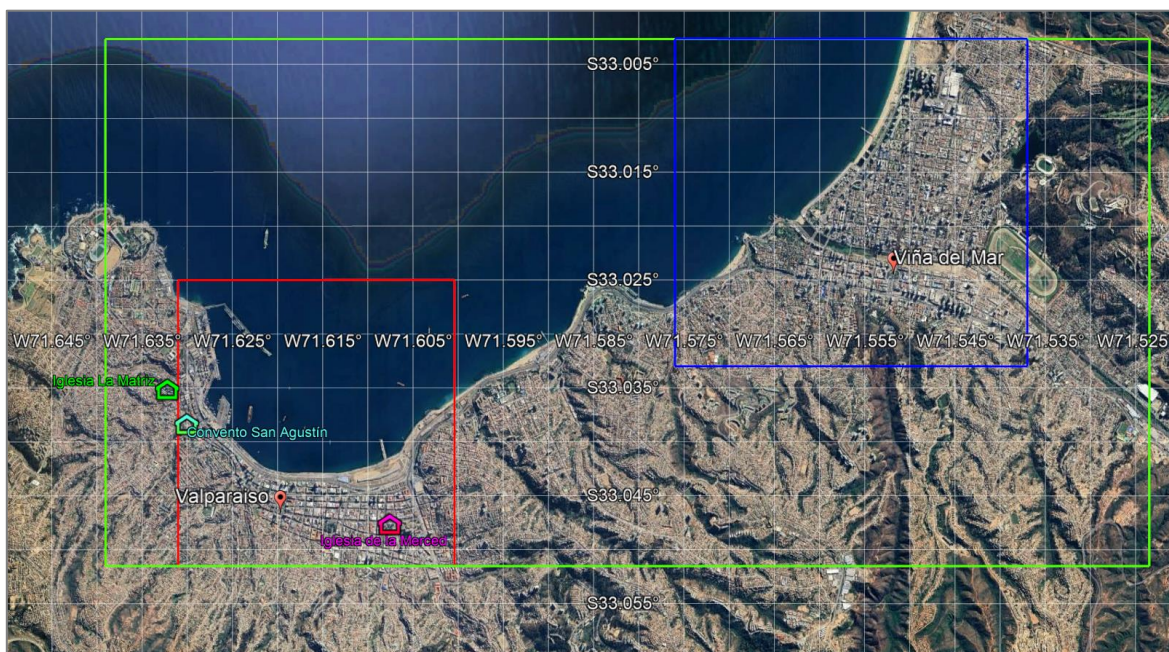 S33.005°
S33.015°
Viña del Mar
S33.025°
W71.645° W71.635° W71.625° W71.615° W71.605° W71.595° W71.585° W71.575° W71.565° W71.555° W71.545° W71.535° W71.525°
Iglesia La Matriz
S33.035°
Convento San Agustín
Valparaiso
S33.045°
Iglesia de la Merced
S33.055°